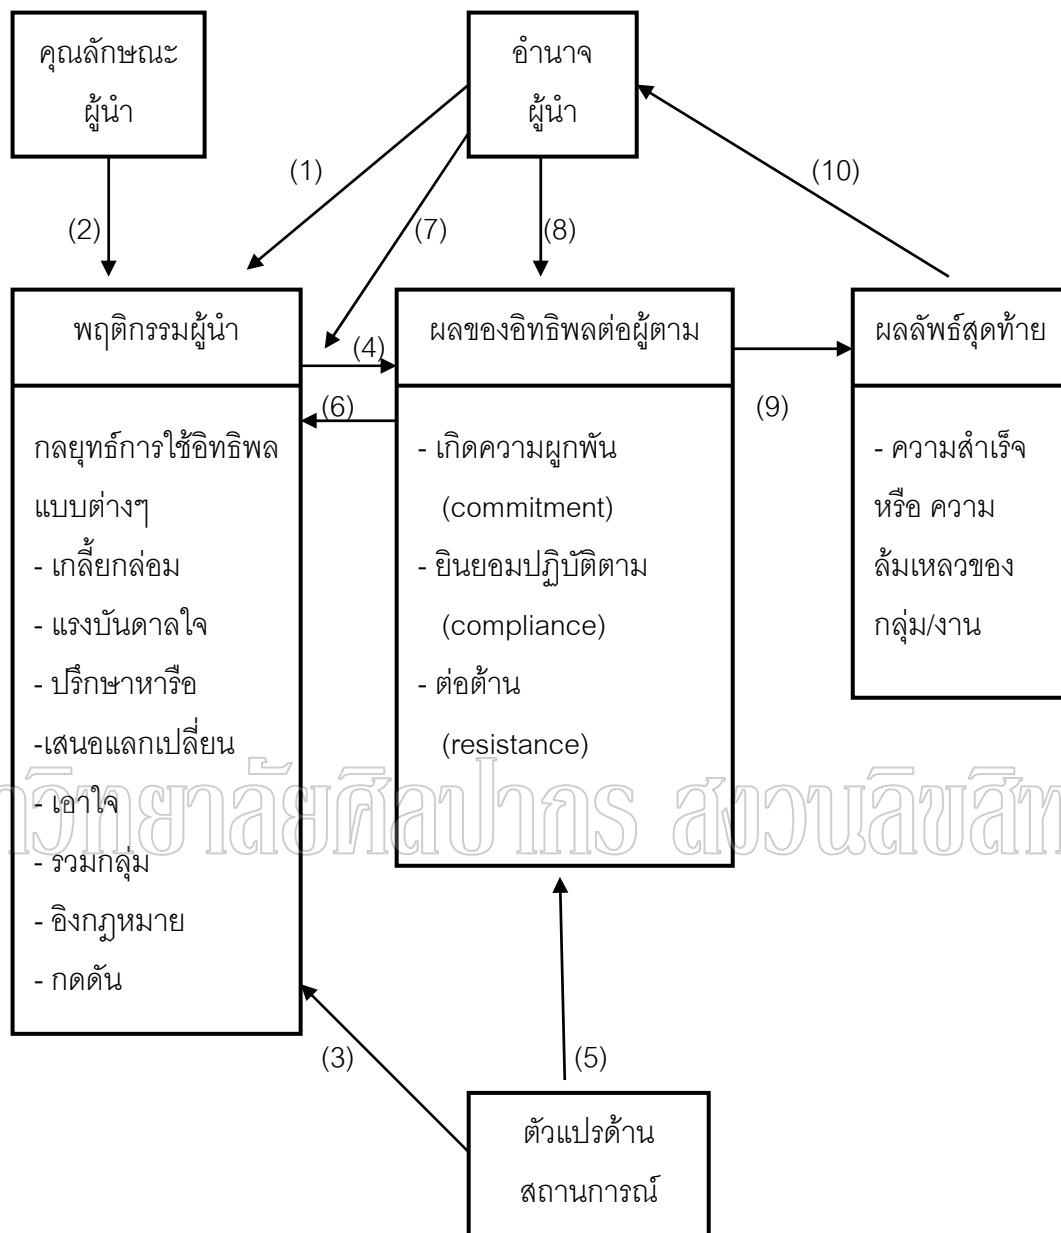 คุณลักษณะ
ผู้นำ
อำนาจ
ผู้นำ
(1)
(10)
(2)
(7)
(8)
พฤติกรรมผู้นำ
ผลของอิทธิพลต่อผู้ตาม
ผลลัพธ์สุดท้าย
(4)
(6)
(9)
กลยุทธ์การใช้อิทธิพล
แบบต่างๆ
- เกลี้ยกล่อม
- แรงบันดาลใจ
- ปรึกษาหารือ
-เสนอแลกเปลี่ยน
- เอาใจ
- รวมกลุ่ม
- อิงกฎหมาย
- กดดัน
- เกิดความผูกพัน
(commitment)
- ยินยอมปฏิบัติตาม
(compliance)
- ต่อต้าน
(resistance)
- ความสำเร็จ
หรือ ความ
ล้มเหลวของ
กลุ่ม/งาน
(3)
(5)
ตัวแปรด้าน
สถานการณ์